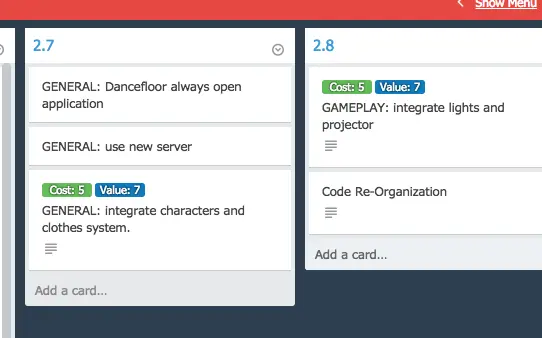 Show Menu
2.7
GENERAL: Dancefloor always open
application
GENERAL: use new server
Cost: 5 Value: 7
GENERAL: integrate characters and
clothes system.
Add a card...
2.8
Cost: 5 Value: 7
GAMEPLAY: integrate lights and
projector
Code Re-Organization
Add a card...